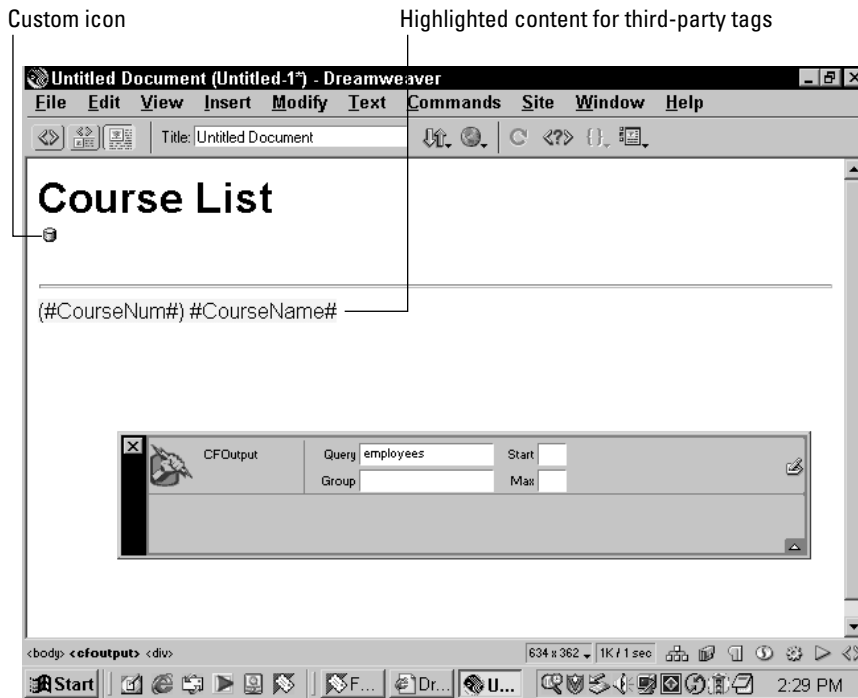 Custom icon
Highlighted content for third-party tags
Untitled Document (Untitled-1*) - Dreamweaver
File Edit View Insert Modify Text Commands Site Window Help
Title: Untitled Document
Course List
(#CourseNum#) #CourseName#
CFOutput Query employees Start
Group Max
<body> <cfoutput> <div> 634 x 362 1K / 1 sec
Start F... Dr... U... 2:29 PM